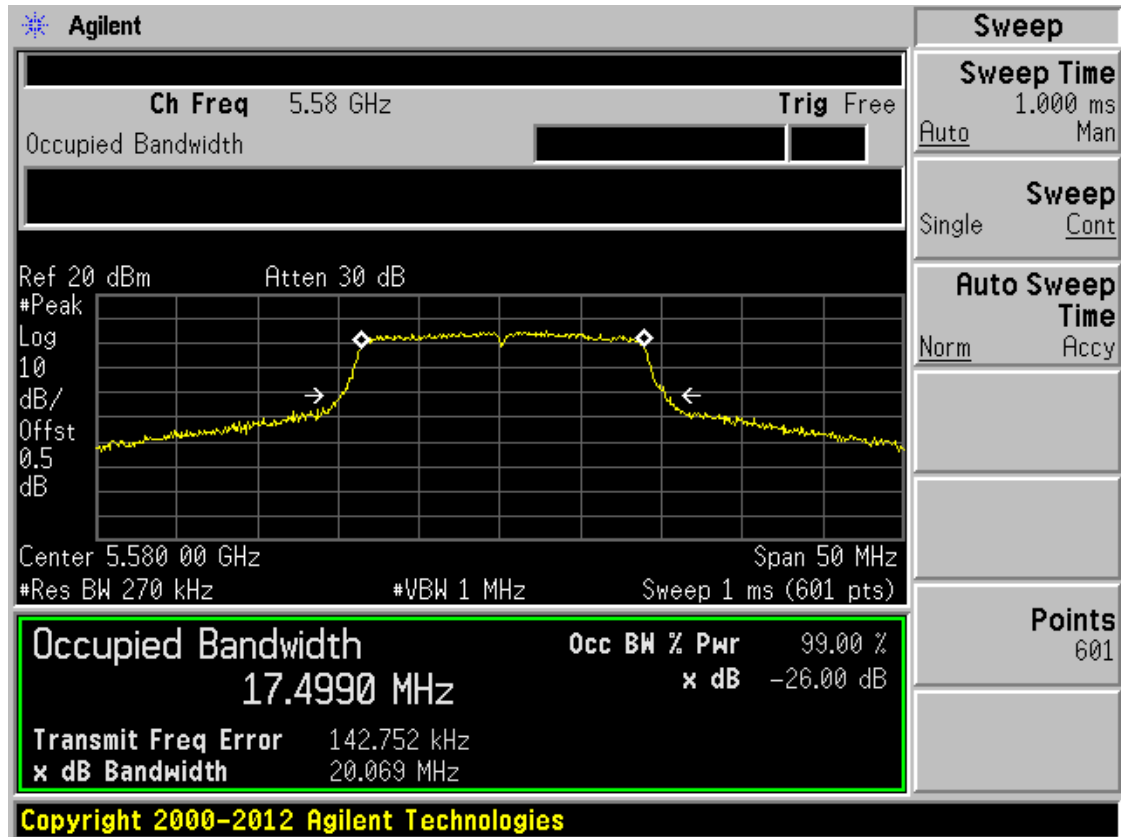 Agilent
Ch Freq 5.58 GHz Trig Free
Occupied Bandwidth
Ref 20 dBm Atten 30 dB
#Peak
Log
10
dB/
Offst
0.5
dB
Center 5.580 00 GHz Span 50 MHz
#Res BW 270 kHz #VBW 1 MHz Sweep 1 ms (601 pts)
Occupied Bandwidth Occ BW % Pwr 99.00 %
17.4990 MHz x dB -26.00 dB
Transmit Freq Error 142.752 kHz
x dB Bandwidth 20.069 MHz
Copyright 2000-2012 Agilent Technologies
Sweep
Sweep Time
1.000 ms
Auto Man
Sweep
Single Cont
Auto Sweep
Time
Norm Accy
Points
601